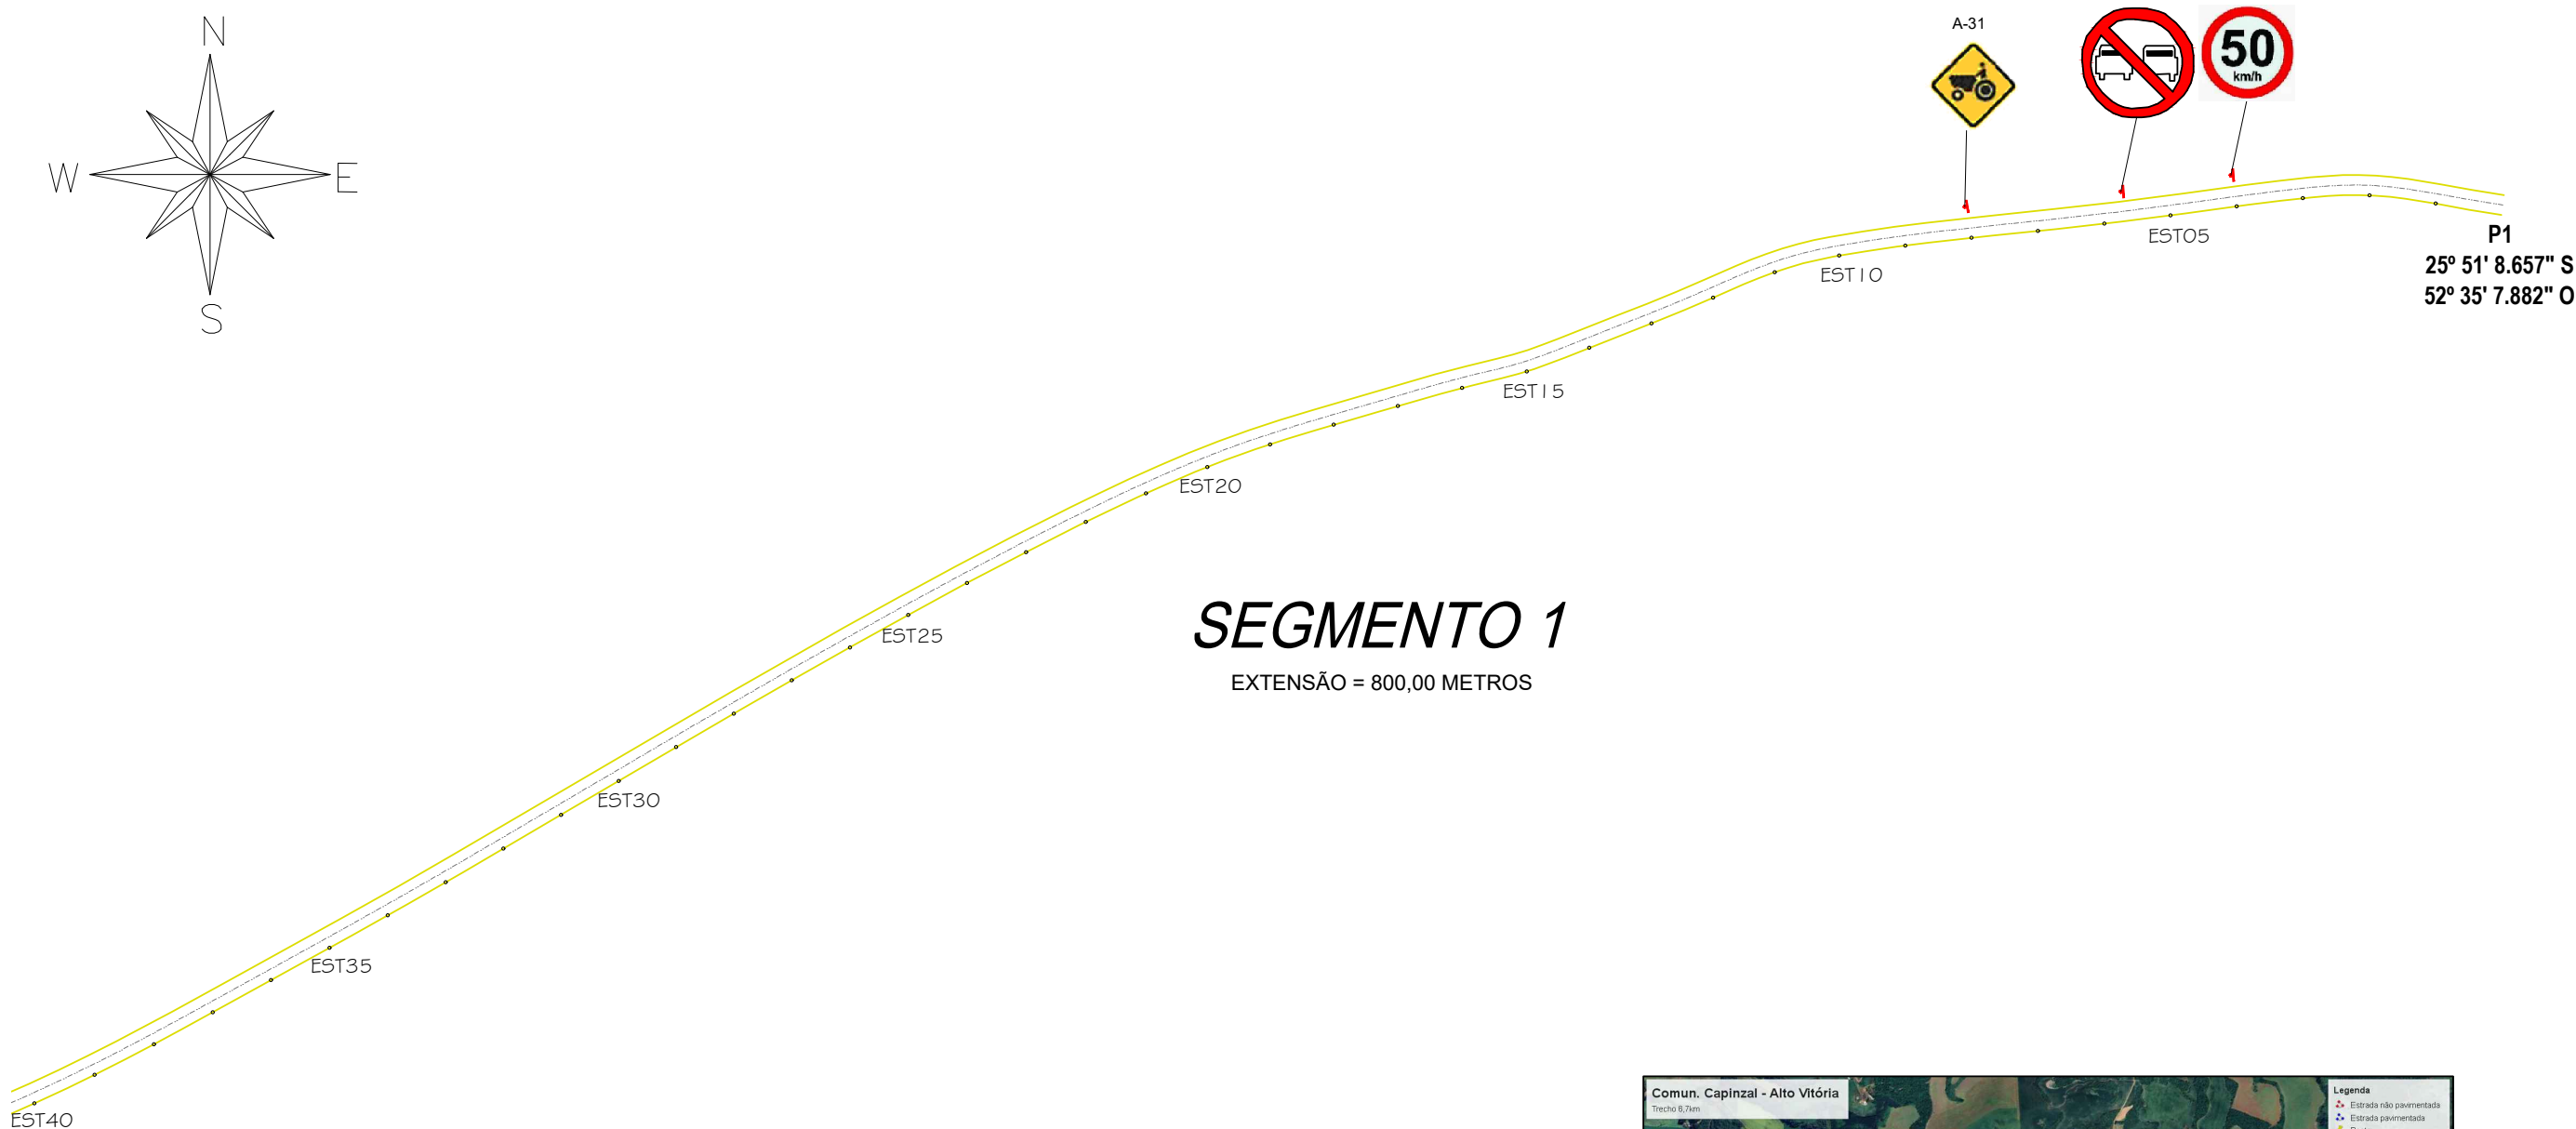 N
W
E
S
A-31
50
km/h
P1
25º 51' 8.657" S
52º 35' 7.882" O
EST05
EST10
EST15
EST20
EST25
EST30
EST35
EST40
SEGMENTO 1
EXTENSÃO = 800,00 METROS
Comun. Capinzal - Alto Vitória
Trecho 6,7km
Legenda
Estrada não pavimentada
Estrada pavimentada